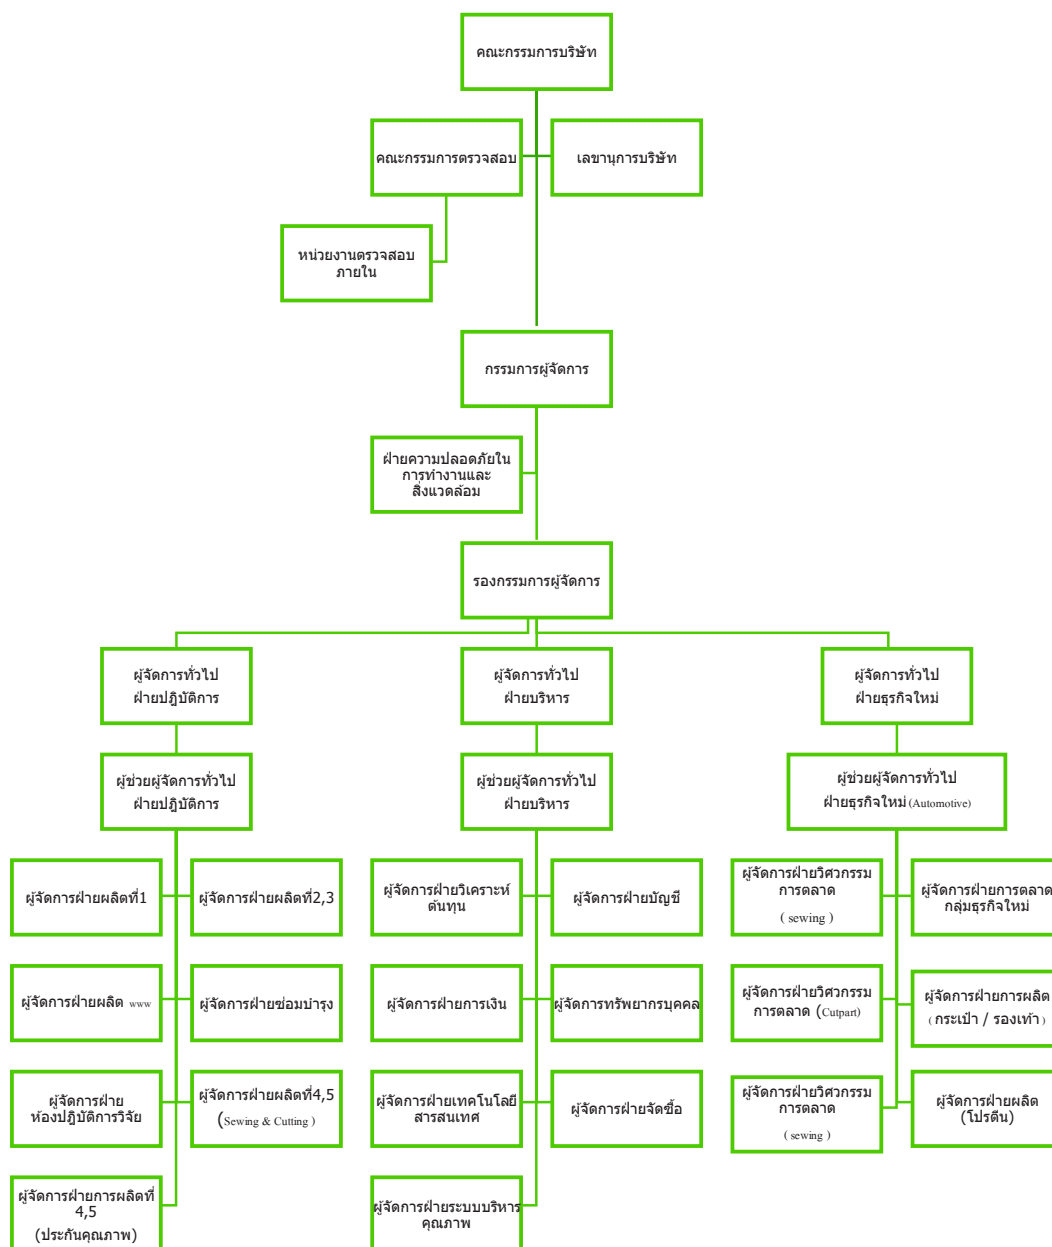 คณะกรรมการบริษัท
คณะกรรมการตรวจสอบ
เลขานุการบริษัท
หน่วยงานตรวจสอบ
ภายใน
กรรมการผู้จัดการ
ฝ่ายความปลอดภัยใน
การทำงานและ
สิ่งแวดล้อม
รองกรรมการผู้จัดการ
ผู้จัดการทั่วไป
ฝ่ายปฎิบัติการ
ผู้จัดการทั่วไป
ฝ่ายบริหาร
ผู้จัดการทั่วไป
ฝ่ายธุรกิจใหม่
ผู้ช่วยผู้จัดการทั่วไป
ฝ่ายปฎิบัติการ
ผู้ช่วยผู้จัดการทั่วไป
ฝ่ายบริหาร
ผู้ช่วยผู้จัดการทั่วไป
ฝ่ายธุรกิจใหม่ (Automotive)
ผู้จัดการฝ่ายผลิตที่1
ผู้จัดการฝ่ายผลิตที่2,3
ผู้จัดการฝ่ายวิเคราะห์
ต้นทุน
ผู้จัดการฝ่ายบัญชี
ผู้จัดการฝ่ายวิศวกรรม
การตลาด
( sewing )
ผู้จัดการฝ่ายการตลาด
กลุ่มธุรกิจใหม่
ผู้จัดการฝ่ายผลิต www
ผู้จัดการฝ่ายซ่อมบำรุง
ผู้จัดการฝ่ายการเงิน
ผู้จัดการทรัพยากรบุคคล
ผู้จัดการฝ่ายวิศวกรรม
การตลาด (Cutpart)
ผู้จัดการฝ่ายการผลิต
( กระเป๋า / รองเท้า )
ผู้จัดการฝ่าย
ห้องปฎิบัติการวิจัย
ผู้จัดการฝ่ายผลิตที่4,5
(Sewing & Cutting )
ผู้จัดการฝ่ายเทคโนโลยี
สารสนเทศ
ผู้จัดการฝ่ายจัดซื้อ
ผู้จัดการฝ่ายวิศวกรรม
การตลาด
( sewing )
ผู้จัดการฝ่ายผลิต
(โปรตีน)
ผู้จัดการฝ่ายการผลิตที่
4,5
(ประกันคุณภาพ)
ผู้จัดการฝ่ายระบบบริหาร
คุณภาพ